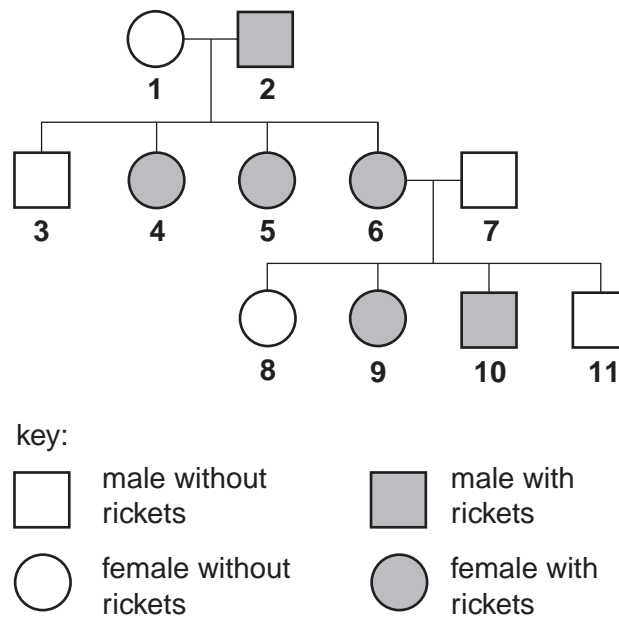 1 2
3 4 5 6 7
8 9 10 11
key:
male without
rickets
male with
rickets
female without
rickets
female with
rickets